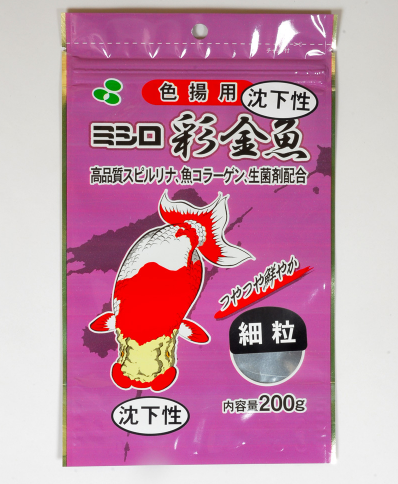 色揚用
沈下性
ミシロ 彩金魚
高品質スピルリナ、魚コラーゲン、生菌剤配合
つやつや鮮やか
細粒
沈下性
内容量200g